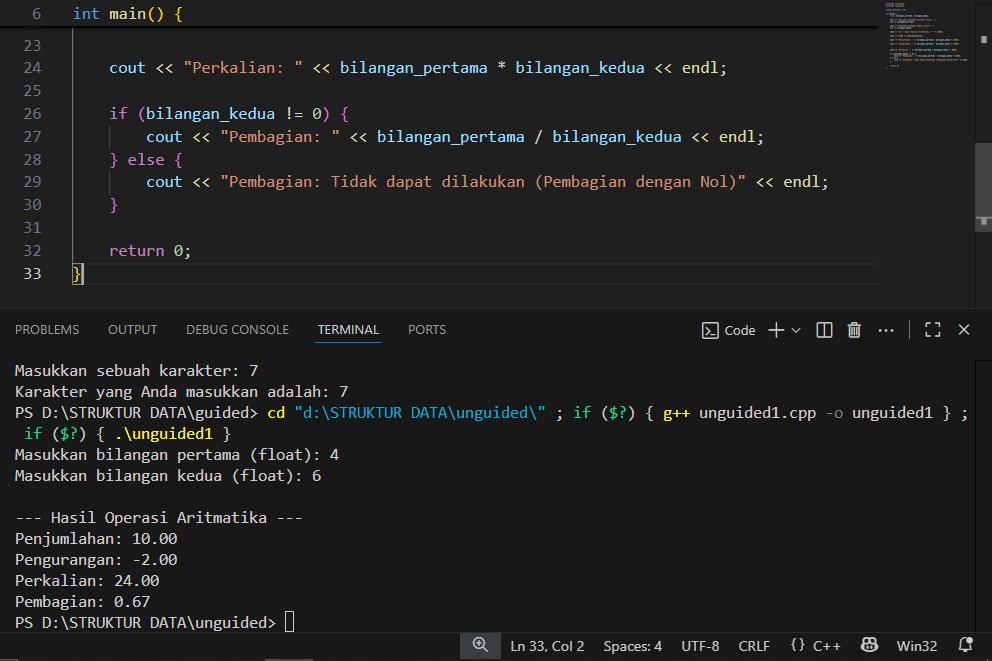 6 int main() {
23
24 cout << "Perkalian: " << bilangan_pertama * bilangan_kedua << endl;
25
26 if (bilangan_kedua != 0) {
27 cout << "Pembagian: " << bilangan_pertama / bilangan_kedua << endl;
28 } else {
29 cout << "Pembagian: Tidak dapat dilakukan (Pembagian dengan Nol)" << endl;
30 }
31
32 return 0;
33 }
PROBLEMS OUTPUT DEBUG CONSOLE TERMINAL PORTS Code
Masukkan sebuah karakter: 7
Karakter yang Anda masukkan adalah: 7
PS D:\STRUKTUR DATA\guided> cd "d:\STRUKTUR DATA\unguided\" ; if ($?) { g++ unguided1.cpp -o unguided1 } ;
if ($?) { .\unguided1 }
Masukkan bilangan pertama (float): 4
Masukkan bilangan kedua (float): 6
--- Hasil Operasi Aritmatika ---
Penjumlahan: 10.00
Pengurangan: -2.00
Perkalian: 24.00
Pembagian: 0.67
PS D:\STRUKTUR DATA\unguided>
Ln 33, Col 2 Spaces: 4 UTF-8 CRLF {} C++ Win32